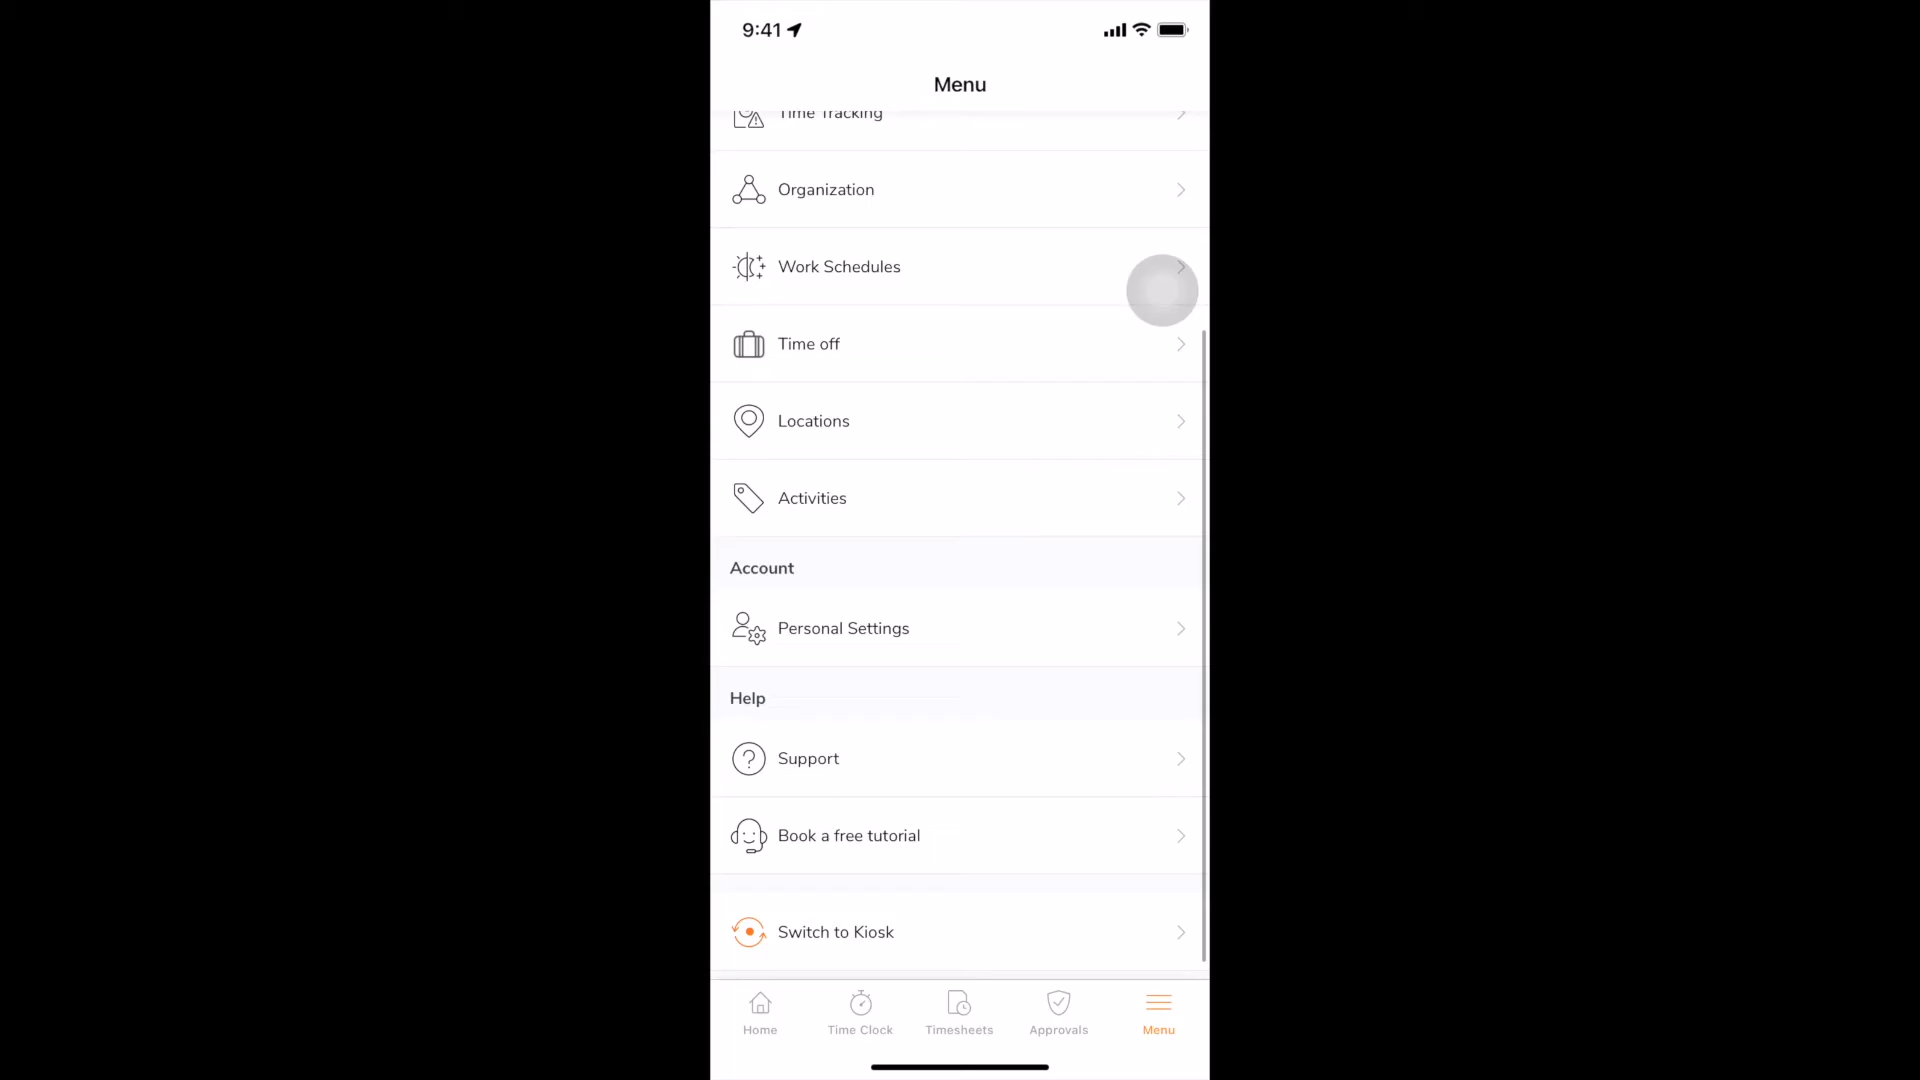 9:41
Menu
Time Tracking
Organization
Work Schedules
Time off
Locations
Activities
Account
Personal Settings
Help
Support
Book a free tutorial
Switch to Kiosk
Home
Time Clock
Timesheets
Approvals
Menu